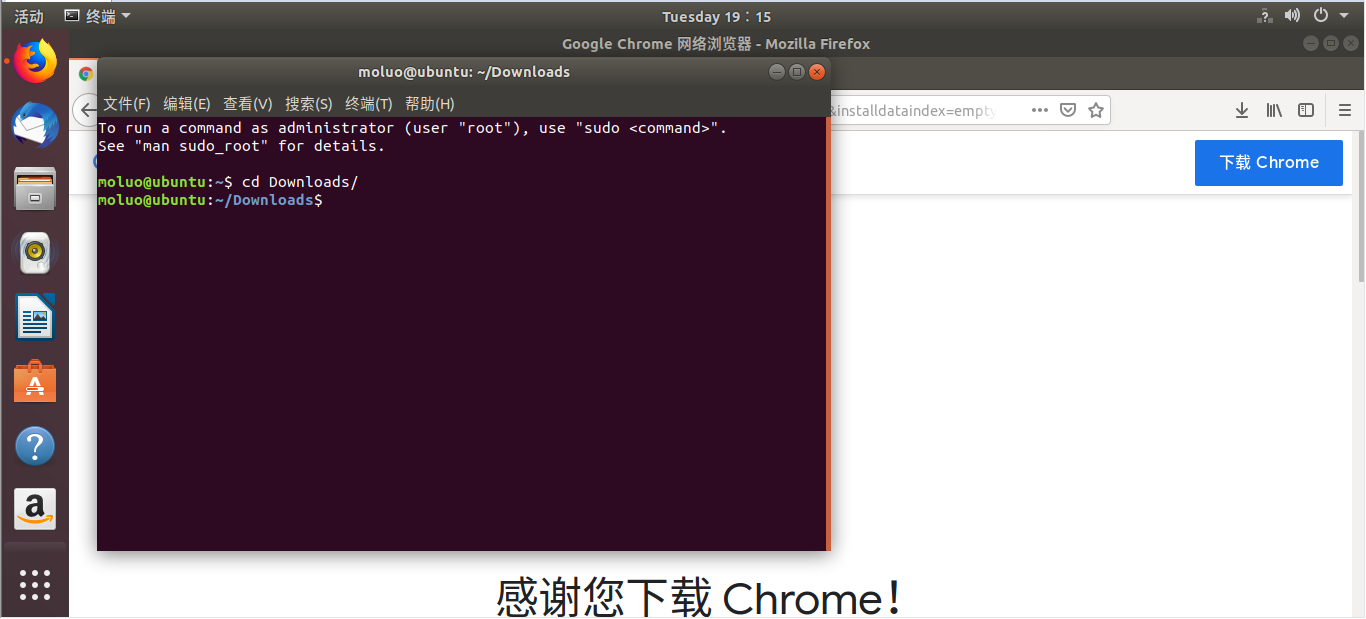 活动 终端 Tuesday 19：15
Google Chrome 网络浏览器 - Mozilla Firefox
moluo@ubuntu: ~/Downloads
文件(F) 编辑(E) 查看(V) 搜索(S) 终端(T) 帮助(H)
&installdataindex=empty
To run a command as administrator (user "root"), use "sudo <command>".
See "man sudo_root" for details.
下载 Chrome
moluo@ubuntu:~$ cd Downloads/
moluo@ubuntu:~/Downloads$
感谢您下载 Chrome！